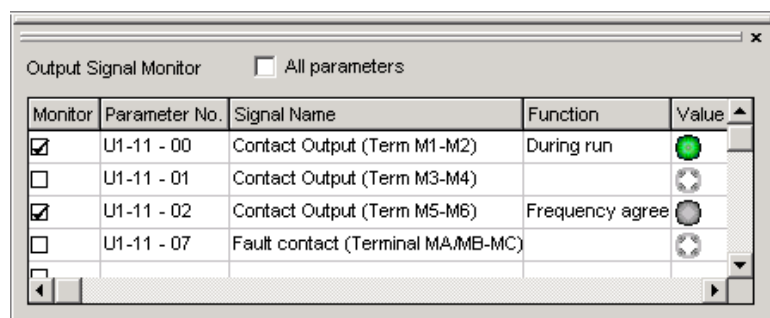 Output Signal Monitor All parameters
Monitor Parameter No. Signal Name Function Value
U1-11 - 00 Contact Output (Term M1-M2) During run
U1-11 - 01 Contact Output (Term M3-M4)
U1-11 - 02 Contact Output (Term M5-M6) Frequency agree
U1-11 - 07 Fault contact (Terminal MA/MB-MC)